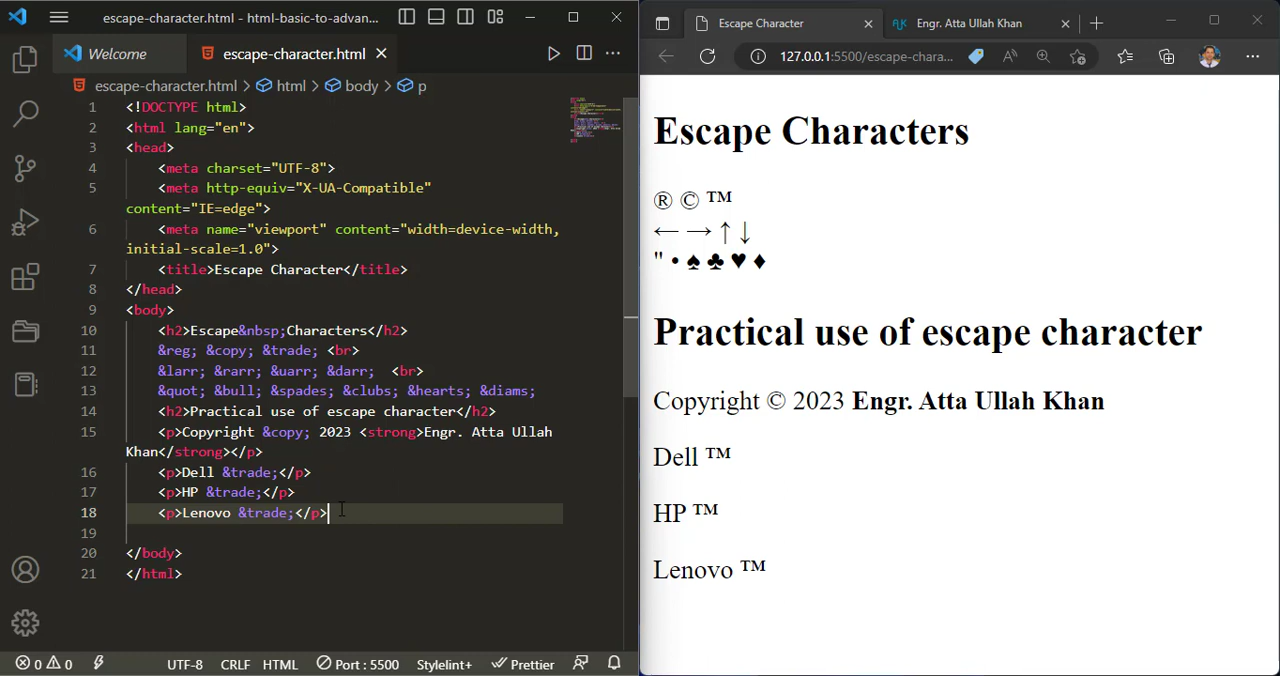 escape-character.html - html-basic-to-advan...
Welcome
escape-character.html
escape-character.html > html > body > p
1 <!DOCTYPE html>
2 <html lang="en">
3 <head>
4 <meta charset="UTF-8">
5 <meta http-equiv="X-UA-Compatible"
content="IE=edge">
6 <meta name="viewport" content="width=device-width,
initial-scale=1.0">
7 <title>Escape Character</title>
8 </head>
9 <body>
10 <h2>Escape&nbsp;Characters</h2>
11 &reg; &copy; &trade; <br>
12 &larr; &rarr; &uarr; &darr;  <br>
13 &quot; &bull; &spades; &clubs; &hearts; &diams;
14 <h2>Practical use of escape character</h2>
15 <p>Copyright &copy; 2023 <strong>Engr. Atta Ullah
Khan</strong></p>
16 <p>Dell &trade;</p>
17 <p>HP &trade;</p>
18 <p>Lenovo &trade;</p>
19
20 </body>
21 </html>
0 0 UTF-8 CRLF HTML Port : 5500 Stylelint+ Prettier
Escape Character
Engr. Atta Ullah Khan
127.0.0.1:5500/escape-chara...
Escape Characters
® © ™
← → ↑ ↓
" • ♠ ♣ ♥ ♦
Practical use of escape character
Copyright © 2023 Engr. Atta Ullah Khan
Dell ™
HP ™
Lenovo ™